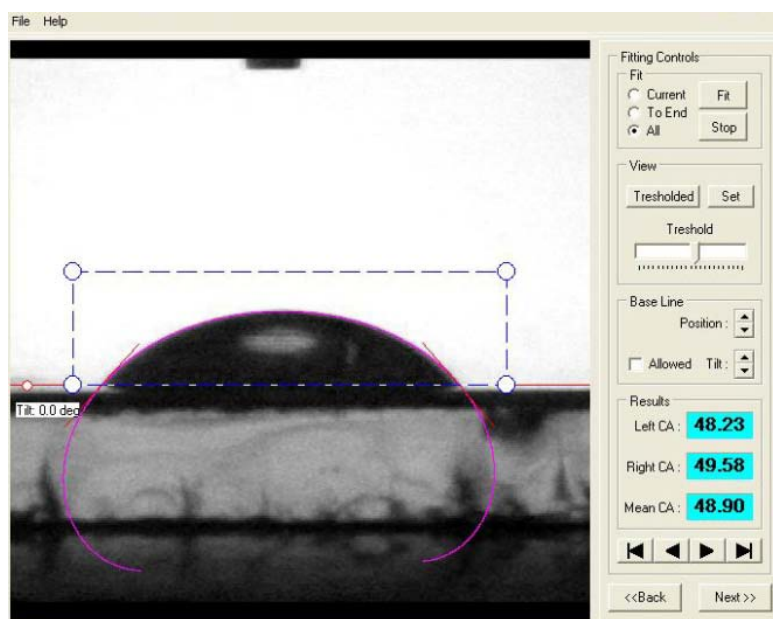 File Help
Fitting Controls
Fit
Current
Fit
To End
All
Stop
View
Tresholded
Set
Treshold
Base Line
Position :
Allowed Tilt :
Tilt: 0.0 deg
Results
Left CA : 48.23
Right CA : 49.58
Mean CA : 48.90
<<Back
Next >>